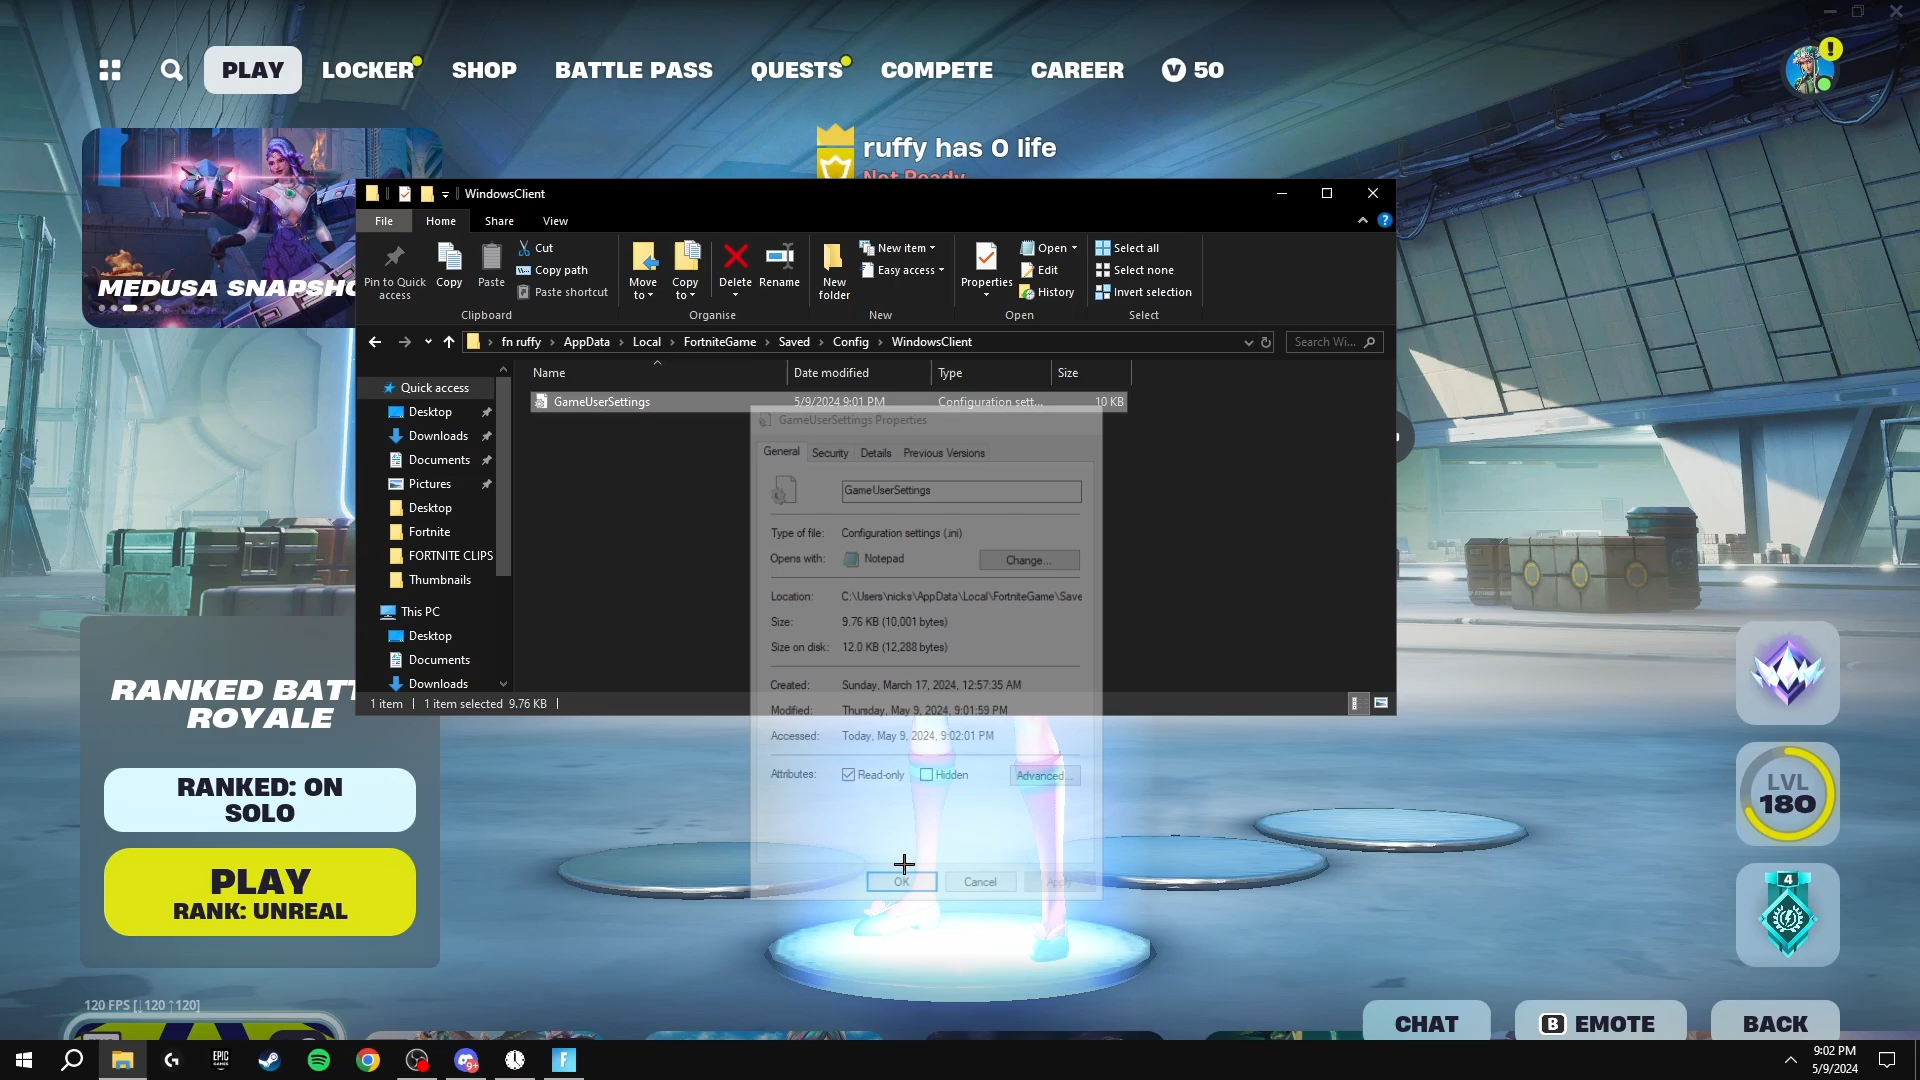 PLAY
LOCKER
SHOP
BATTLE PASS
QUESTS
COMPETE
CAREER
V 50
!
ruffy has 0 life
Not Ready
MEDUSA SNAPSHO
WindowsClient
File
Home
Share
View
?
Pin to Quick
access
Copy
Paste
Cut
Copy path
Paste shortcut
Clipboard
Move
to
Copy
to
Delete
Rename
Organise
New
folder
New item
Easy access
New
Properties
Open
Edit
History
Open
Select all
Select none
Invert selection
Select
fn ruffy
AppData
Local
FortniteGame
Saved
Config
WindowsClient
Search Wi...
Name
Date modified
Type
Size
GameUserSettings
5/9/2024 9:01 PM
Configuration sett...
10 KB
Quick access
Desktop
Downloads
Documents
Pictures
Desktop
Fortnite
FORTNITE CLIPS
Thumbnails
This PC
Desktop
Documents
Downloads
1 item
1 item selected 9.76 KB
GameUserSettings Properties
General
Security
Details
Previous Versions
GameUserSettings
Type of file:
Configuration settings (.ini)
Opens with:
Notepad
Change...
Location:
C:\Users\nicks\AppData\Local\FortniteGame\Save
Size:
9.76 KB (10,001 bytes)
Size on disk:
12.0 KB (12,288 bytes)
Created:
Sunday, March 17, 2024, 12:57:35 AM
Modified:
Thursday, May 9, 2024, 9:01:59 PM
Accessed:
Today, May 9, 2024, 9:02:01 PM
Attributes:
Read-only
Hidden
Advanced...
OK
Cancel
Apply
RANKED BATT
ROYALE
RANKED: ON
SOLO
PLAY
RANK: UNREAL
LVL
180
4
120 FPS [↓120 ↑120]
CHAT
B EMOTE
BACK
EPIC
GAMES
9+
F
9:02 PM
5/9/2024